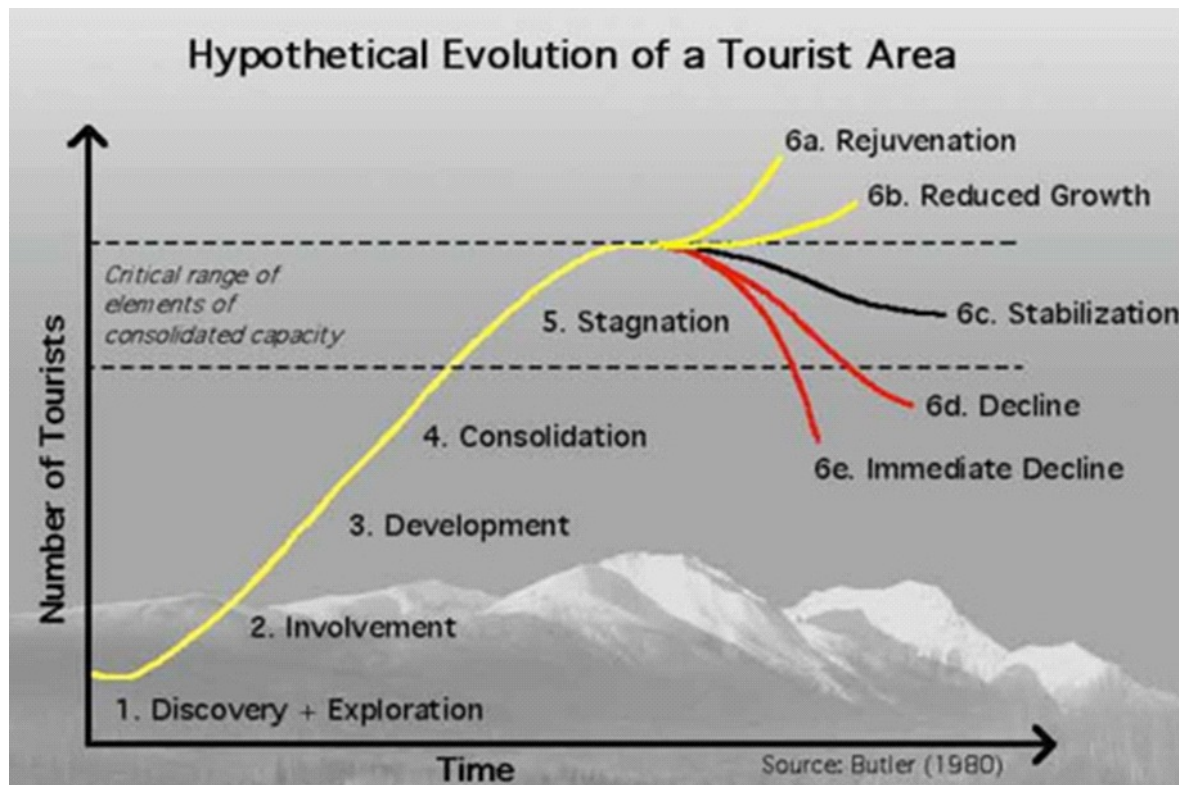 Hypothetical Evolution of a Tourist Area
6a. Rejuvenation
6b. Reduced Growth
Critical range of
elements of
consolidated capacity
5. Stagnation
6c. Stabilization
6d. Decline
4. Consolidation
6e. Immediate Decline
3. Development
2. Involvement
1. Discovery + Exploration
Number of Tourists
Time
Source: Butler (1980)